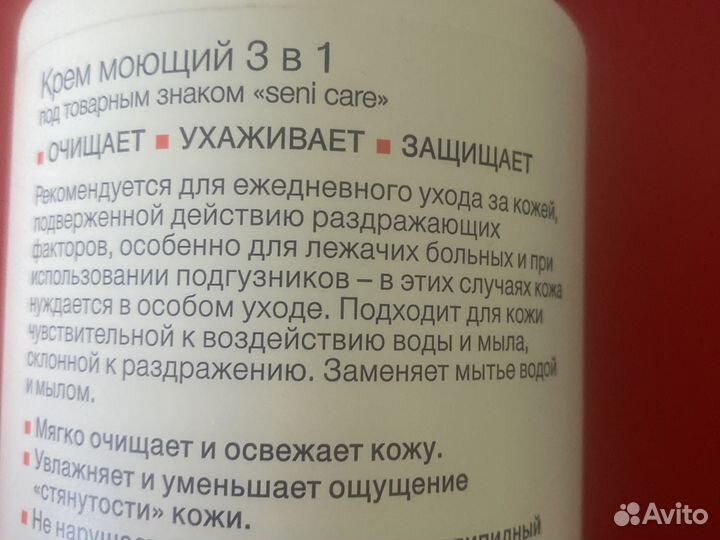 Крем моющий 3 в 1
под товарным знаком «seni care»
▪ ОЧИЩАЕТ ▪ УХАЖИВАЕТ ▪ ЗАЩИЩАЕТ
Рекомендуется для ежедневного ухода за кожей,
подверженной действию раздражающих
факторов, особенно для лежачих больных и при
использовании подгузников – в этих случаях кожа
нуждается в особом уходе. Подходит для кожи
чувствительной к воздействию воды и мыла,
склонной к раздражению. Заменяет мытье водой
и мылом.
▪ Мягко очищает и освежает кожу.
▪ Увлажняет и уменьшает ощущение
«стянутости» кожи.
▪ Не
Avito